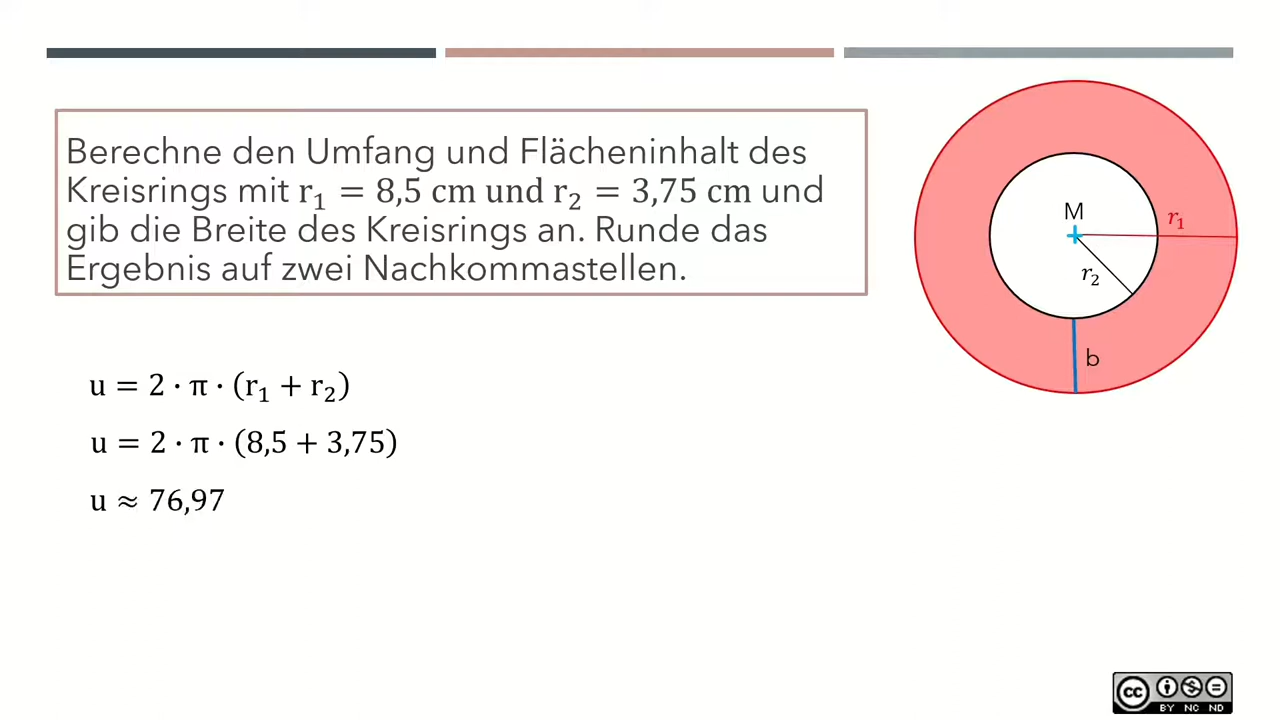 Berechne den Umfang und Flächeninhalt des
Kreisrings mit r₁ = 8,5 cm und r₂ = 3,75 cm und
gib die Breite des Kreisrings an. Runde das
Ergebnis auf zwei Nachkommastellen.
M
r₁
r₂
b
u = 2 · π · (r₁ + r₂)
u = 2 · π · (8,5 + 3,75)
u ≈ 76,97
cc
BY NC ND